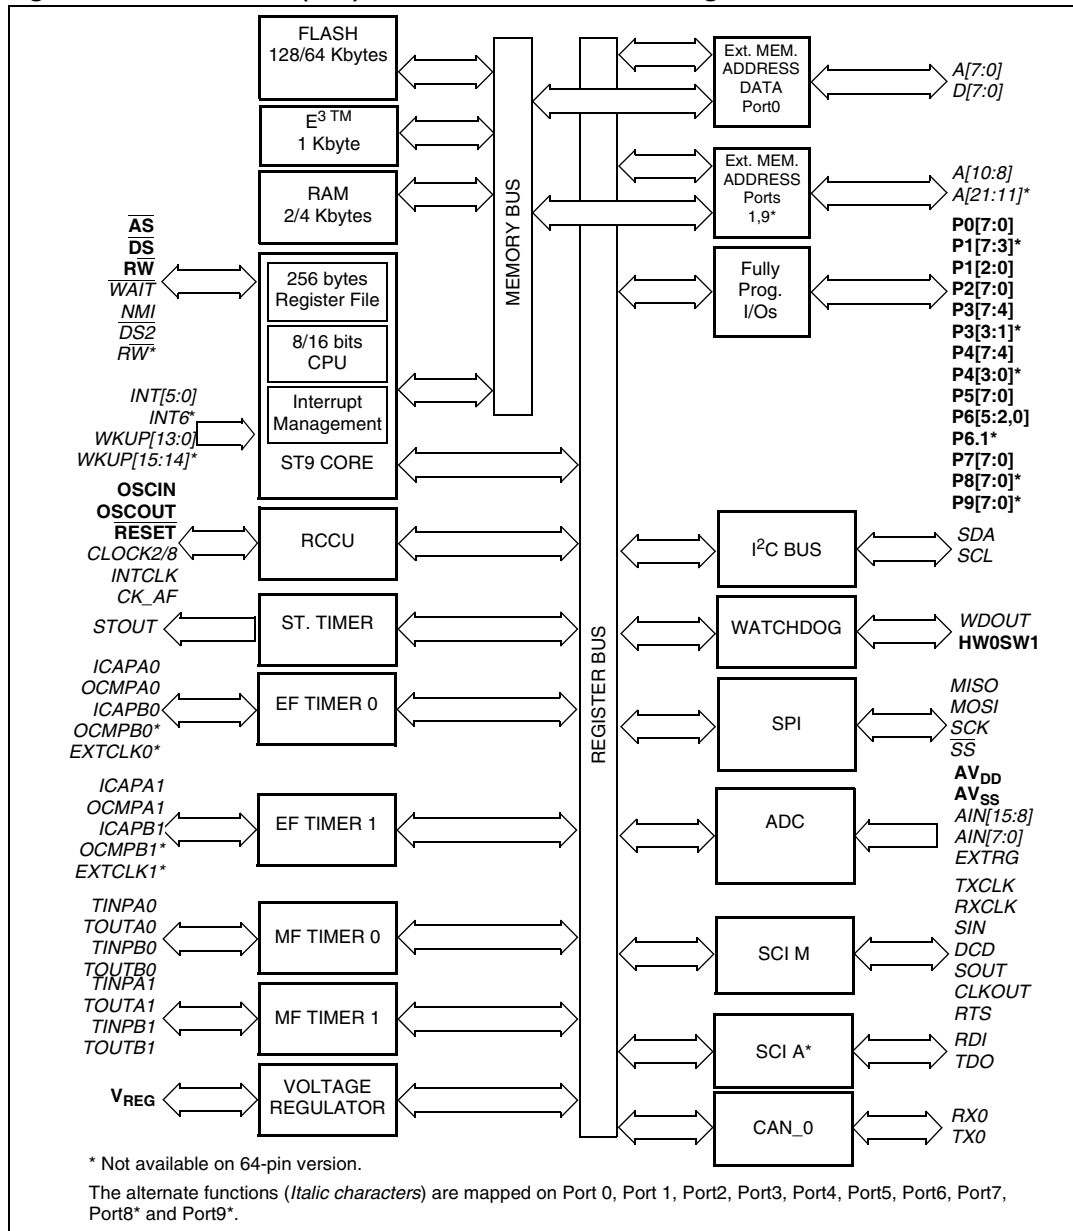 FLASH
128/64 Kbytes
E³ ™
1 Kbyte
RAM
2/4 Kbytes
A̅S̅
D̅S̅
RW̅
W̅A̅I̅T̅
NMI
D̅S̅2̅
RW̅*
256 bytes
Register File
8/16 bits
CPU
Interrupt
Management
ST9 CORE
INT[5:0]
INT6*
WKUP[13:0]
WKUP[15:14]*
OSCIN
OSCOUT
R̅E̅S̅E̅T̅
CLOCK2/8
INTCLK
CK_AF
RCCU
STOUT
ST. TIMER
ICAPA0
OCMPA0
ICAPB0
OCMPB0*
EXTCLK0*
EF TIMER 0
ICAPA1
OCMPA1
ICAPB1
OCMPB1*
EXTCLK1*
EF TIMER 1
TINPA0
TOUTA0
TINPB0
TOUTB0
MF TIMER 0
TINPA1
TOUTA1
TINPB1
TOUTB1
MF TIMER 1
VREG
VOLTAGE
REGULATOR
MEMORY BUS
REGISTER BUS
Ext. MEM.
ADDRESS
DATA
Port0
A[7:0]
D[7:0]
Ext. MEM.
ADDRESS
Ports
1,9*
A[10:8]
A[21:11]*
Fully
Prog.
I/Os
P0[7:0]
P1[7:3]*
P1[2:0]
P2[7:0]
P3[7:4]
P3[3:1]*
P4[7:4]
P4[3:0]*
P5[7:0]
P6[5:2,0]
P6.1*
P7[7:0]
P8[7:0]*
P9[7:0]*
I²C BUS
SDA
SCL
WATCHDOG
WDOUT
HW0SW1
SPI
MISO
MOSI
SCK
S̅S̅
ADC
AVDD
AVSS
AIN[15:8]
AIN[7:0]
EXTRG
SCI M
TXCLK
RXCLK
SIN
DCD
SOUT
CLKOUT
RTS
SCI A*
RDI
TDO
CAN_0
RX0
TX0
* Not available on 64-pin version.
The alternate functions (Italic characters) are mapped on Port 0, Port 1, Port2, Port3, Port4, Port5, Port6, Port7,
Port8* and Port9*.